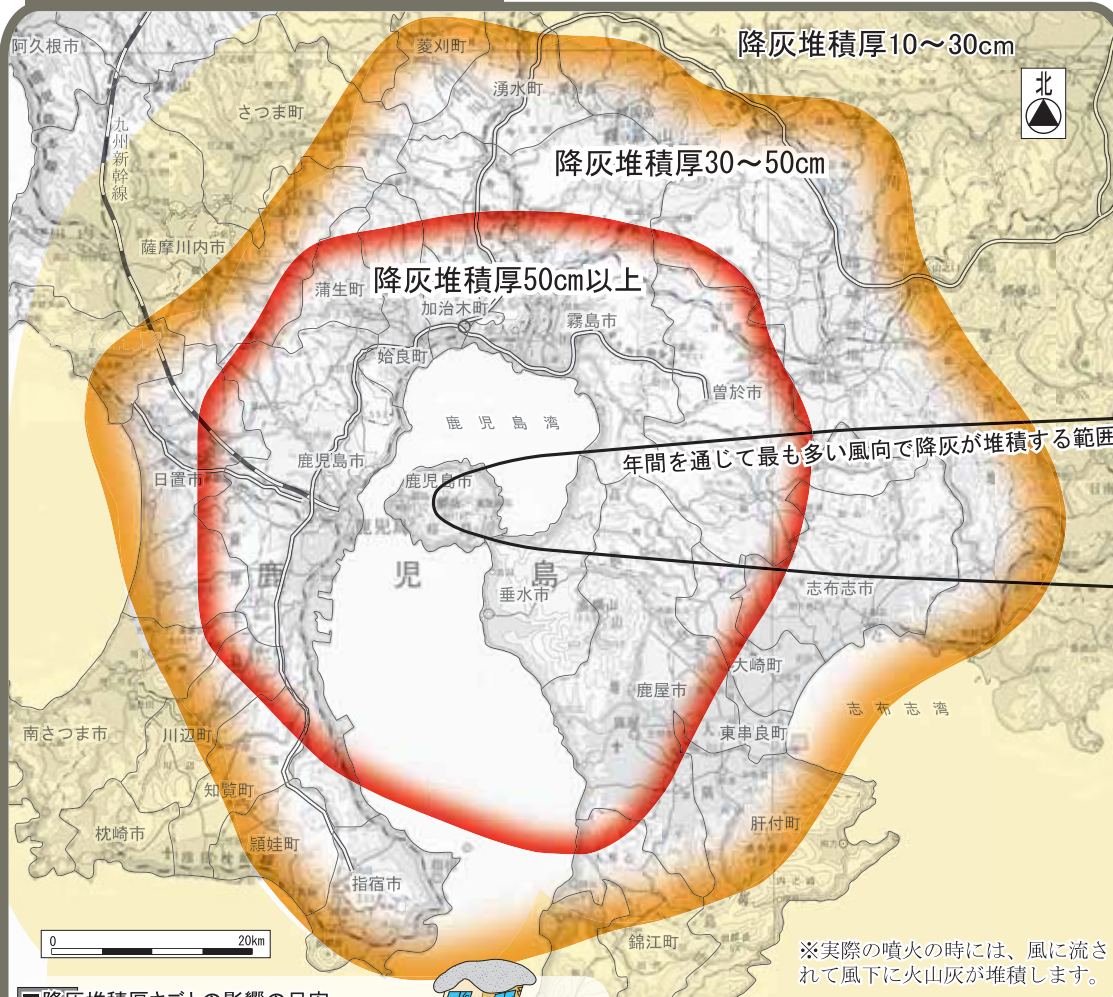 阿久根市
菱刈町
降灰堆積厚10～30cm
北
湧水町
さつま町
九州新幹線
降灰堆積厚30～50cm
薩摩川内市
降灰堆積厚50cm以上
蒲生町
加治木町
霧島市
姶良町
曽於市
鹿児島湾
年間を通じて最も多い風向で降灰が堆積する範囲
鹿児島市
日置市
鹿児島市
鹿児島
垂水市
志布志市
大崎町
鹿屋市
志布志湾
南さつま市
川辺町
東串良町
知覧町
枕崎市
頴娃町
肝付町
指宿市
錦江町
0 20km
※実際の噴火の時には、風に流さ
れて風下に火山灰が堆積します。